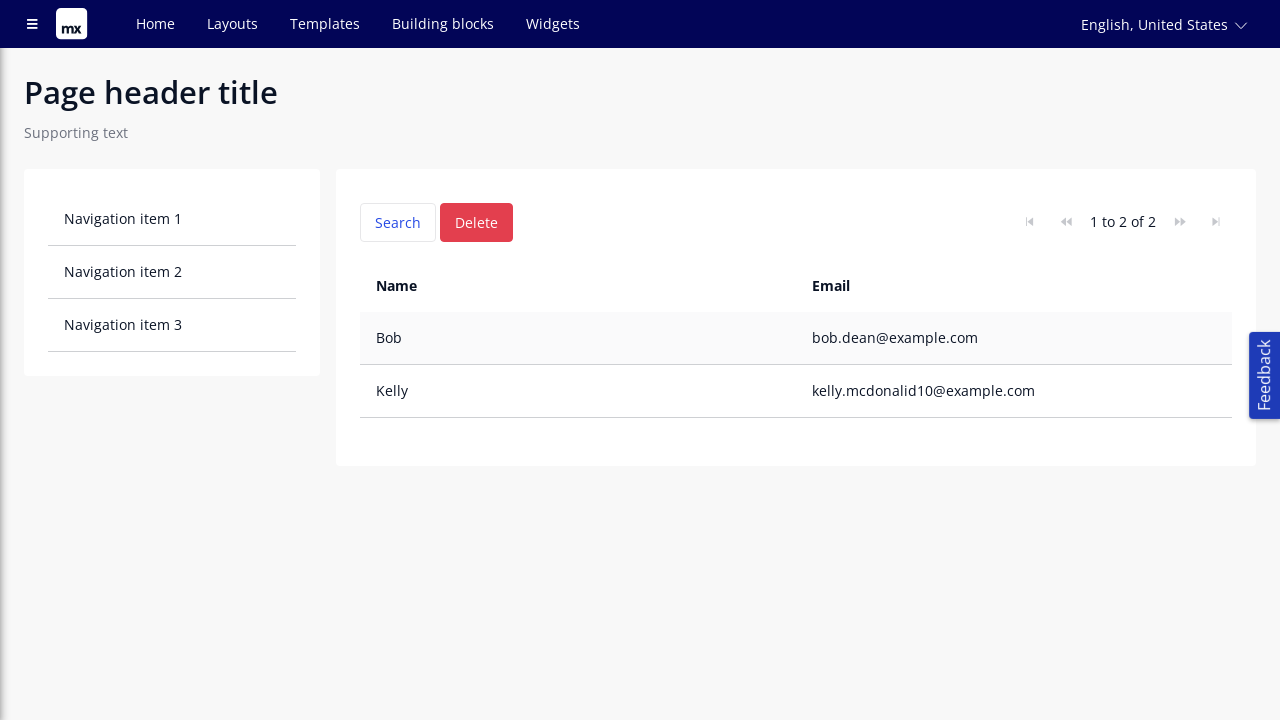 mx
Home
Layouts
Templates
Building blocks
Widgets
English, United States
Page header title
Supporting text
Navigation item 1
Navigation item 2
Navigation item 3
Search
Delete
1 to 2 of 2
Name
Email
Bob
bob.dean@example.com
Kelly
kelly.mcdonalid10@example.com
Feedback